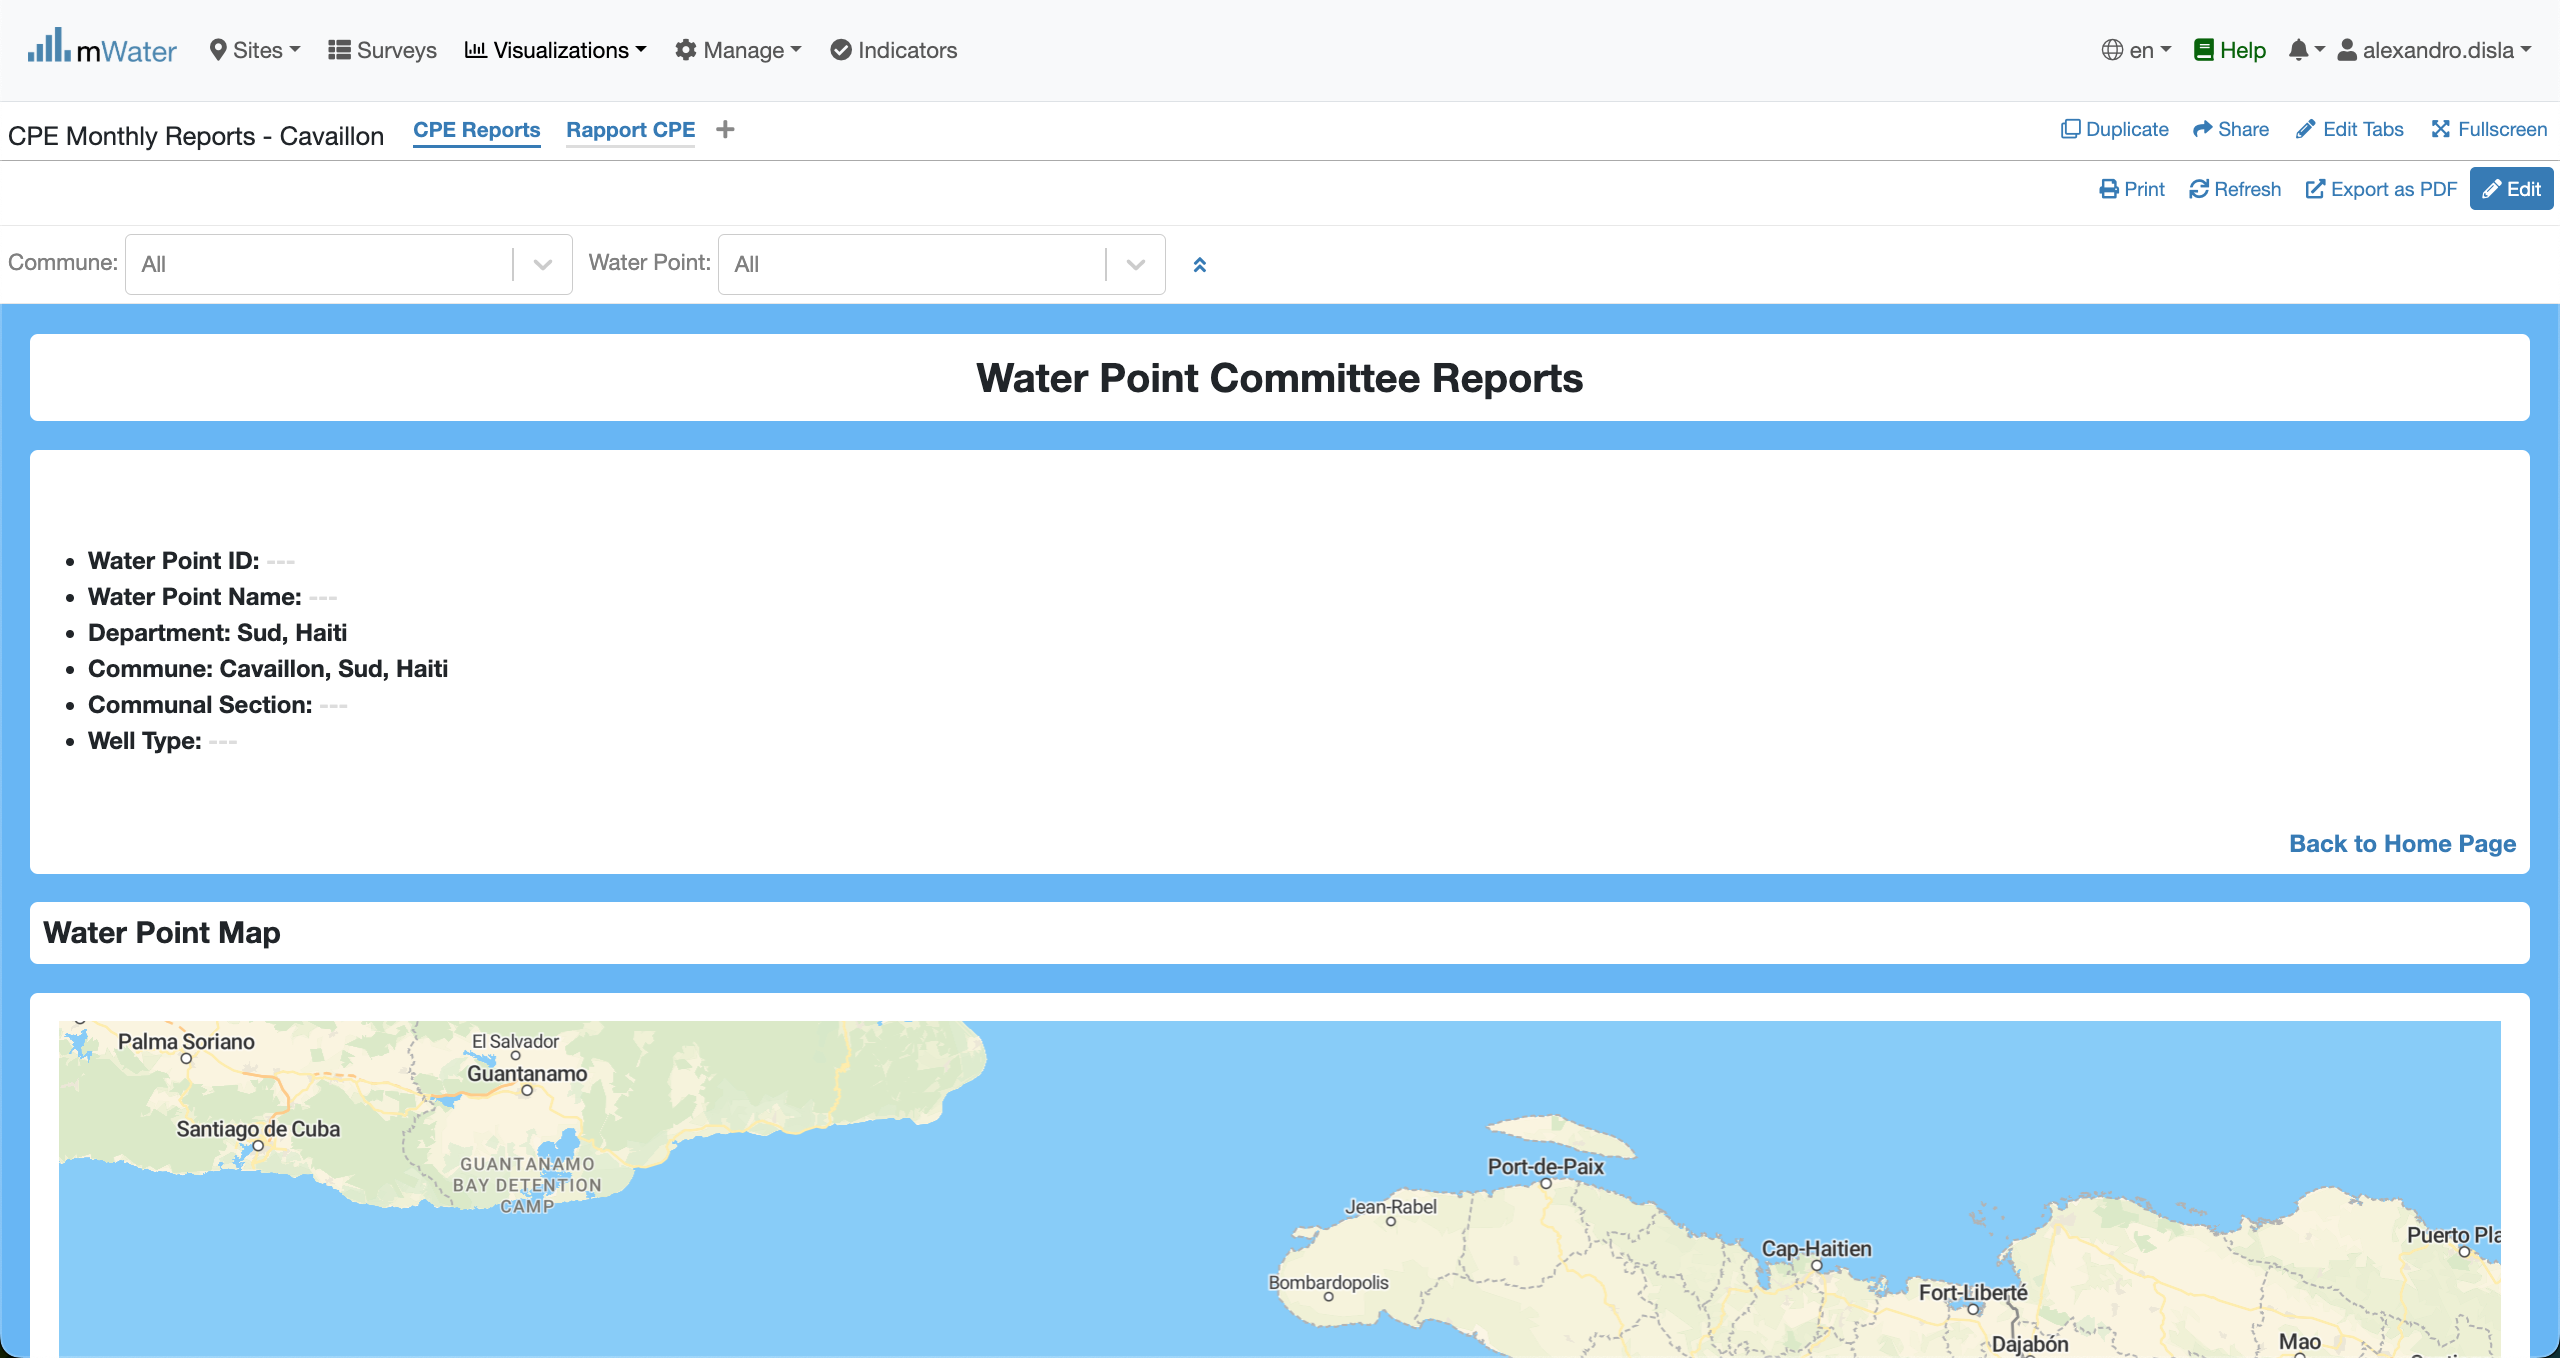 mWater Sites Surveys Visualizations Manage Indicators en Help alexandro.disla
CPE Monthly Reports - Cavaillon CPE Reports Rapport CPE + Duplicate Share Edit Tabs Fullscreen
Print Refresh Export as PDF Edit
Commune: All Water Point: All
Water Point Committee Reports
• Water Point ID: ---
• Water Point Name: ---
• Department: Sud, Haiti
• Commune: Cavaillon, Sud, Haiti
• Communal Section: ---
• Well Type: ---
Back to Home Page
Water Point Map
Palma Soriano
El Salvador
Guantanamo
Santiago de Cuba
GUANTANAMO
BAY DETENTION
CAMP
Port-de-Paix
Jean-Rabel
Cap-Haitien
Puerto Pla
Bombardopolis
Fort-Liberté
Dajabón
Mao